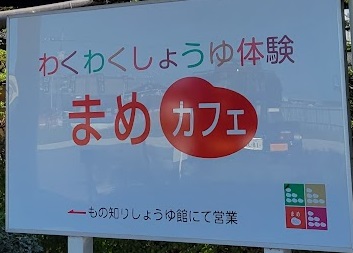 わくわくしょうゆ体験
まめカフェ
←もの知りしょうゆ館にて営業